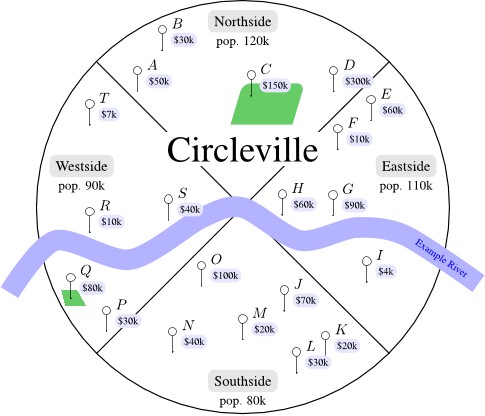 B
$30k
Northside
pop. 120k
A
$50k
C
$150k
D
$300k
E
$60k
T
$7k
F
$10k
Circleville
Westside
pop. 90k
Eastside
pop. 110k
S
$40k
H
$60k
G
$90k
R
$10k
Example River
O
$100k
I
$4k
Q
$80k
J
$70k
P
$30k
M
$20k
N
$40k
K
$20k
L
$30k
Southside
pop. 80k